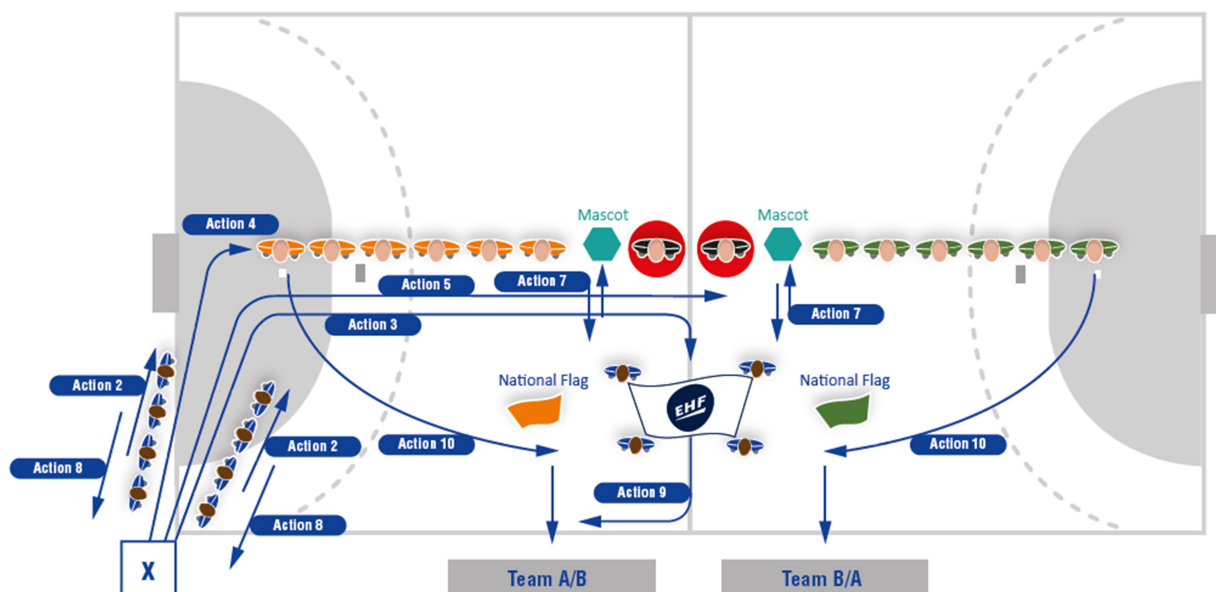 Action 4
Mascot
Mascot
Action 5
Action 7
Action 3
Action 7
Action 2
National Flag
National Flag
EHF
Action 2
Action 10
Action 10
Action 8
Action 9
Action 8
X
Team A/B
Team B/A